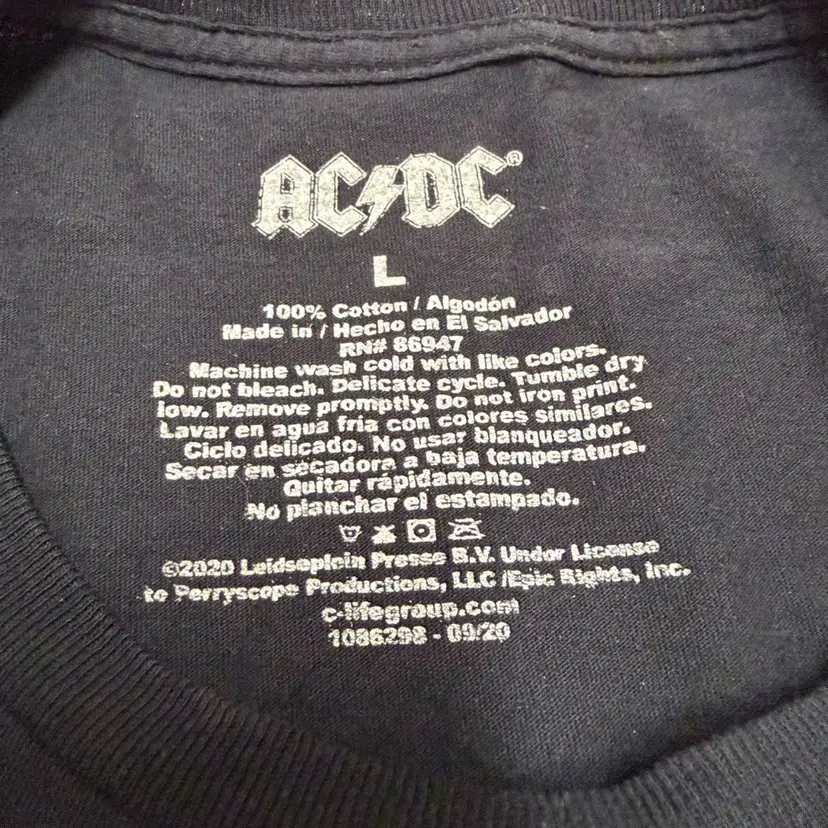 AC/DC®
L
100% Cotton / Algodón
Made in / Hecho en El Salvador
RN# 86947
Machine wash cold with like colors.
Do not bleach. Delicate cycle. Tumble dry
low. Remove promptly. Do not iron print.
Lavar en agua fria con colores similares.
Ciclo delicado. No usar blanqueador.
Secar en secadora a baja temperatura.
Quitar rápidamente.
No planchar el estampado.
©2020 Leidseplein Presse B.V. Under License
to Perryscope Productions, LLC /Epic Rights, Inc.
c-lifegroup.com
1086298 - 09/20